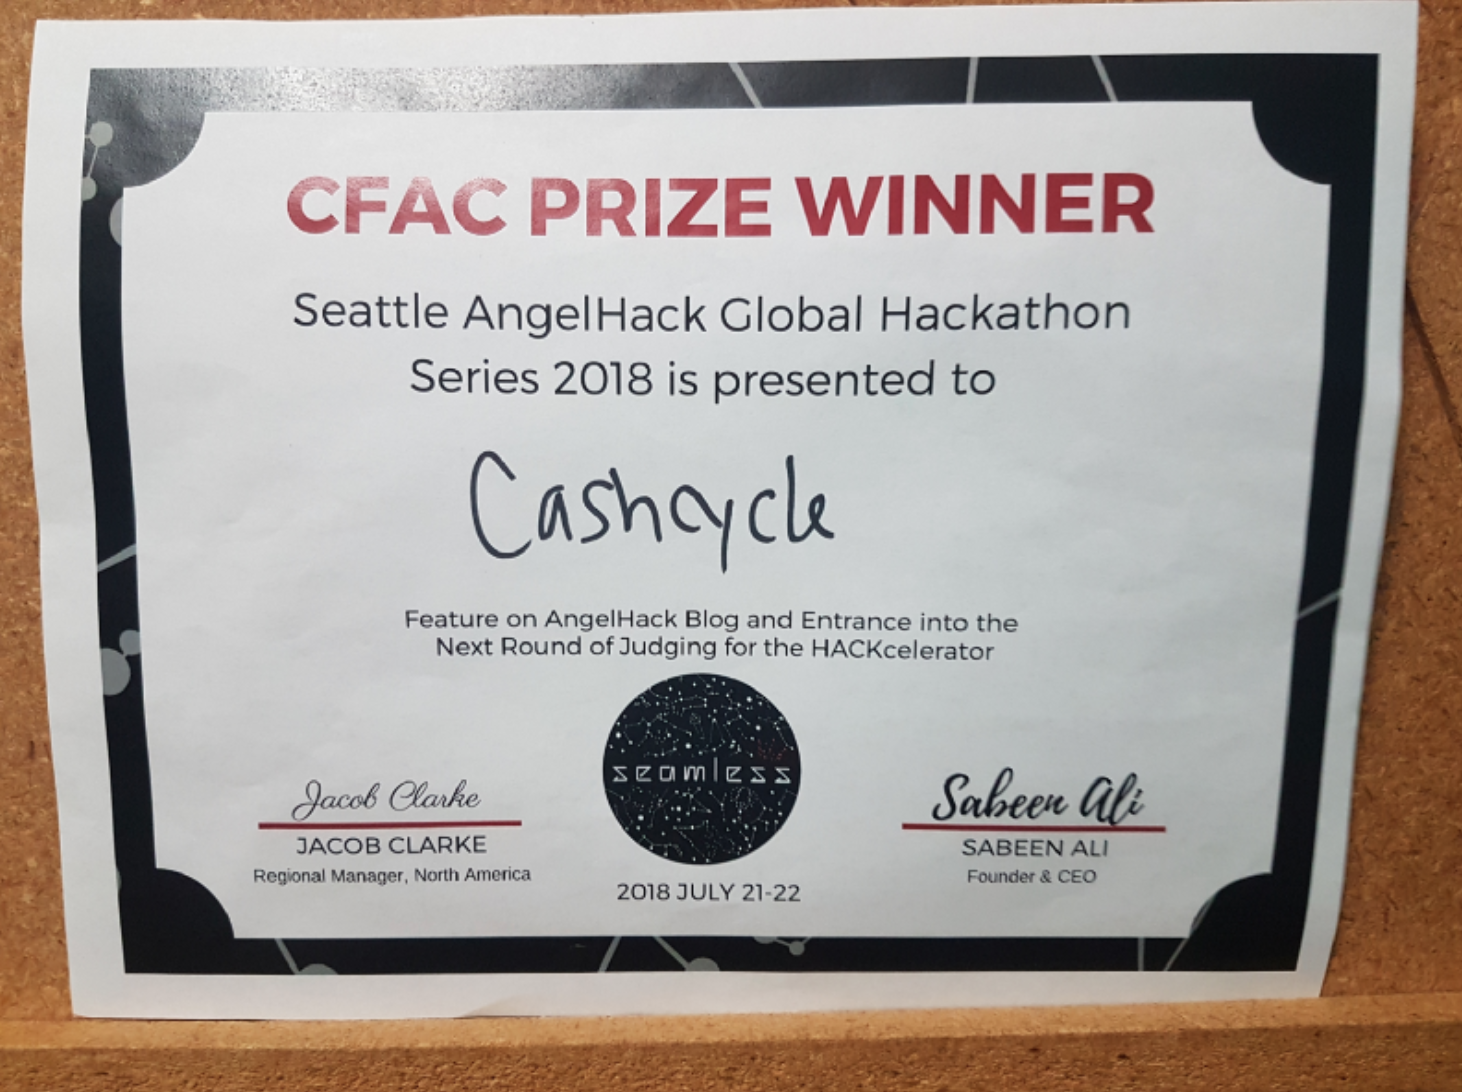 CFAC PRIZE WINNER
Seattle AngelHack Global Hackathon
Series 2018 is presented to
Cashcycle
Feature on AngelHack Blog and Entrance into the
Next Round of Judging for the HACKcelerator
seamless
Jacob Clarke
JACOB CLARKE
Regional Manager, North America
2018 JULY 21-22
Sabeen Ali
SABEEN ALI
Founder & CEO